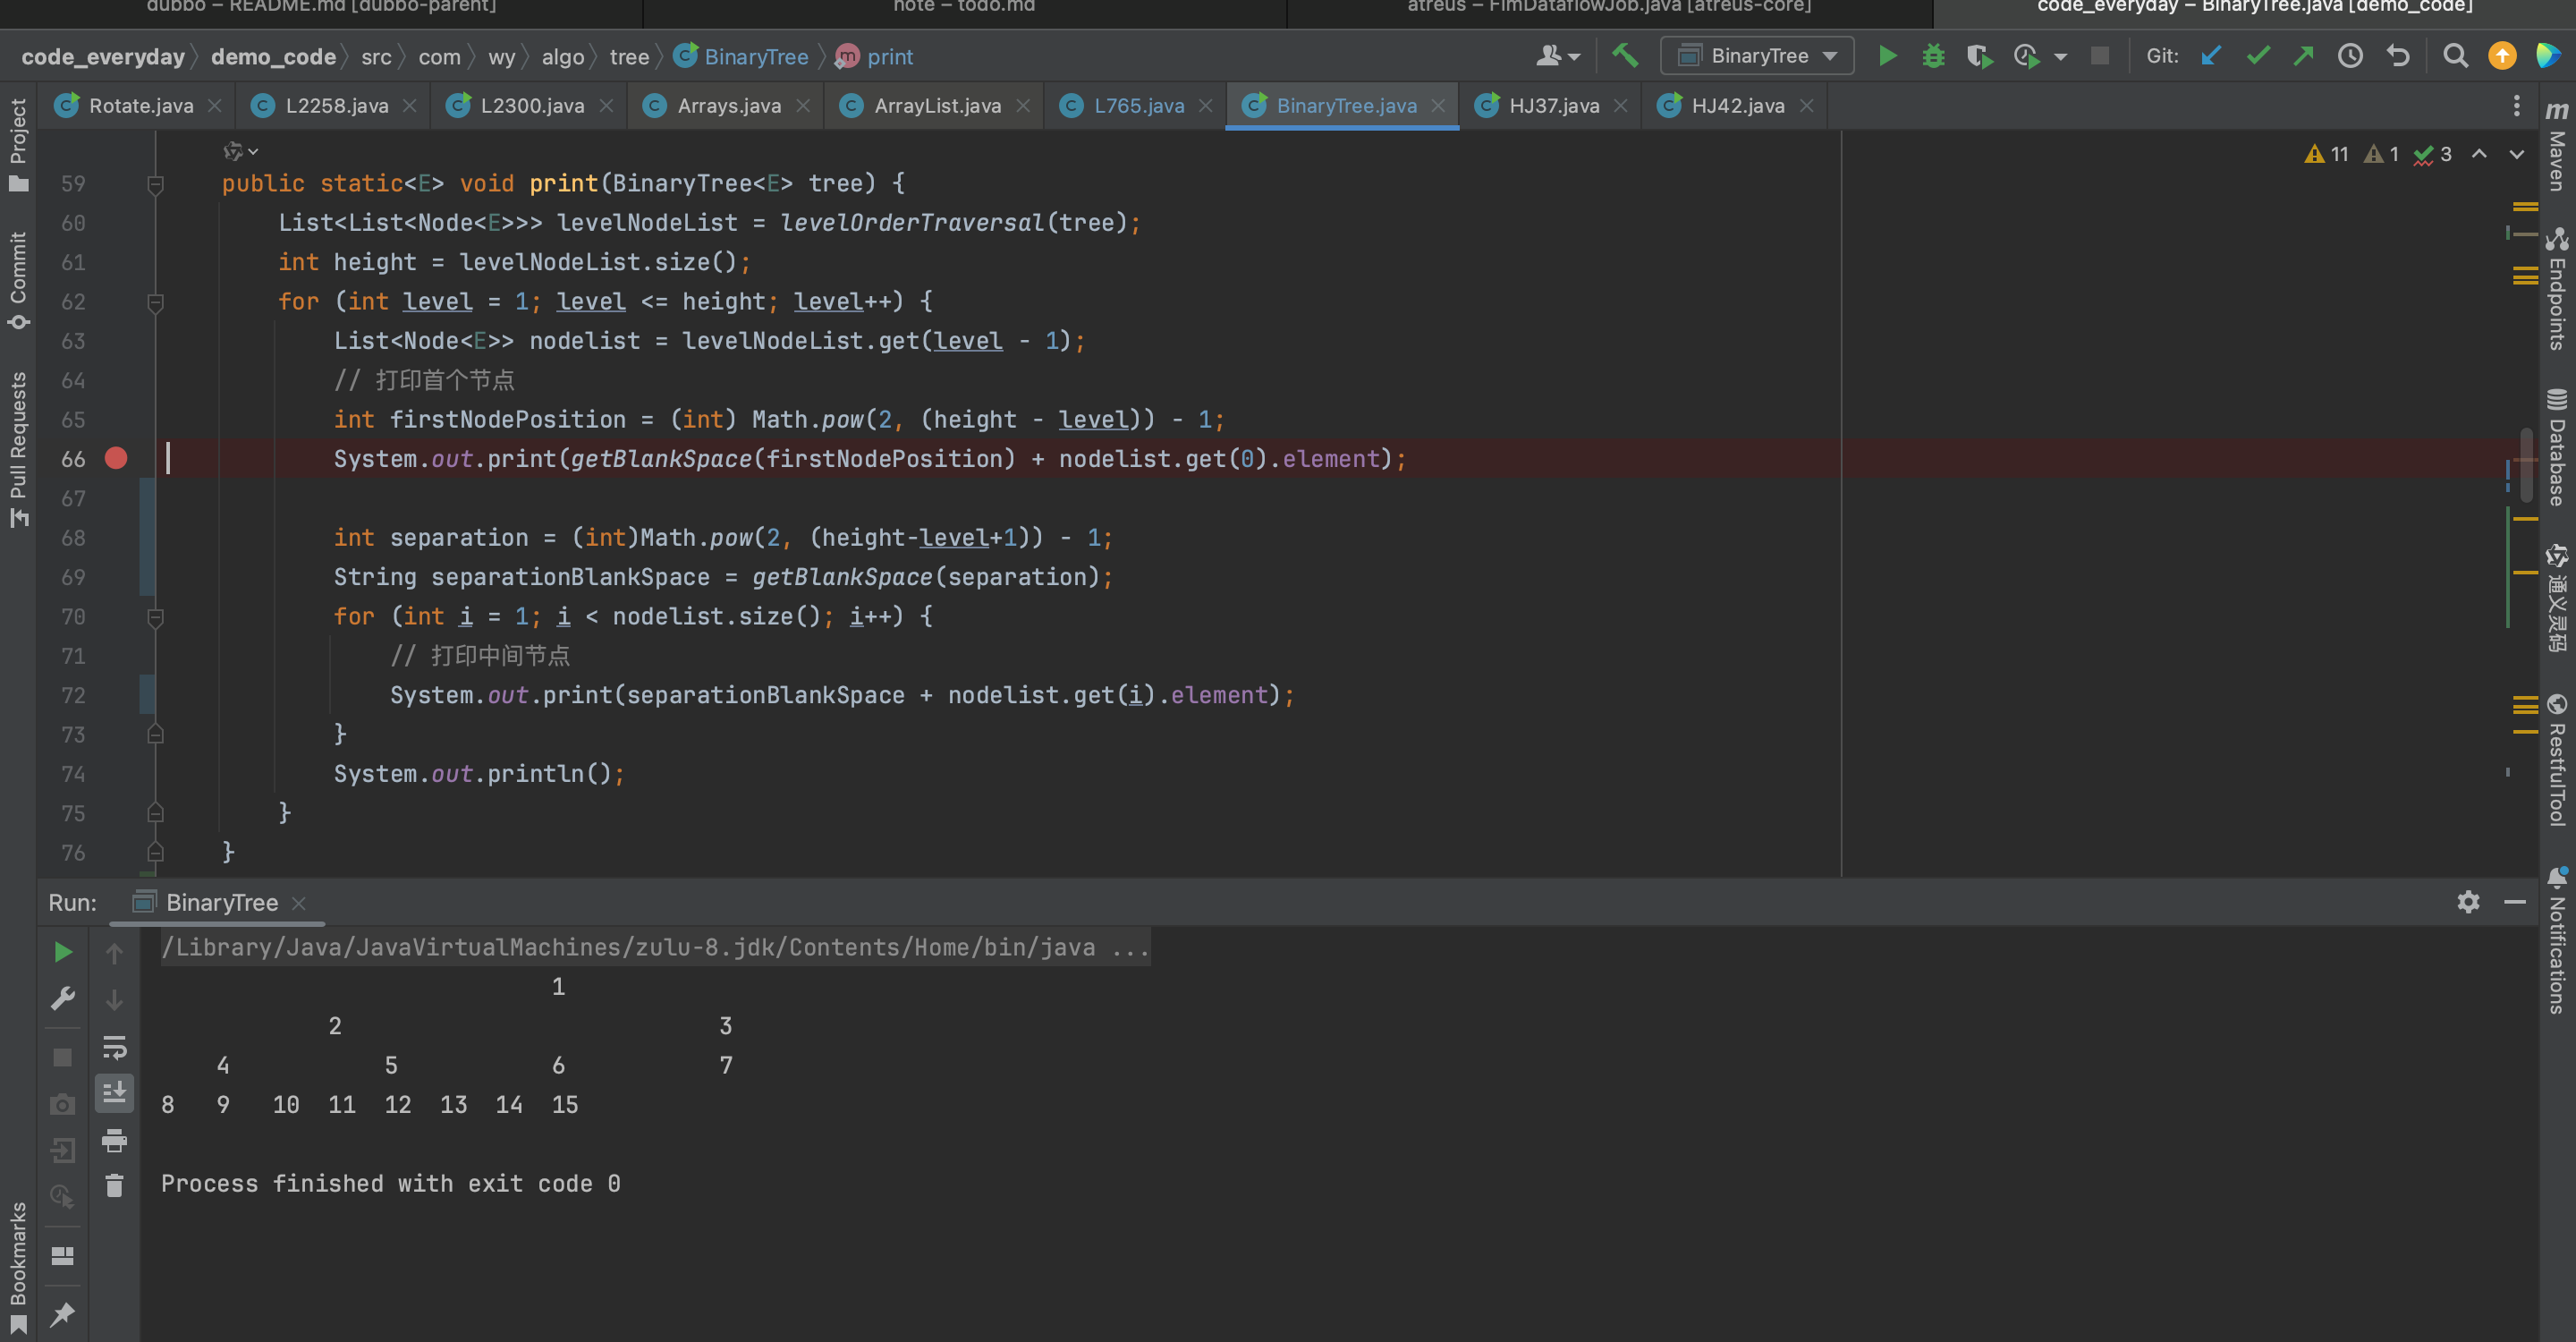 dubbo – README.md [dubbo-parent]
note – todo.md
atreus – FimDataflowJob.java [atreus-core]
code_everyday – BinaryTree.java [demo_code]
code_everyday demo_code src com wy algo tree BinaryTree print
BinaryTree
Git:
Rotate.java L2258.java L2300.java Arrays.java ArrayList.java L765.java BinaryTree.java HJ37.java HJ42.java
Project
Commit
Pull Requests
Bookmarks
11 1 3
59 public static<E> void print(BinaryTree<E> tree) {
60 List<List<Node<E>>> levelNodeList = levelOrderTraversal(tree);
61 int height = levelNodeList.size();
62 for (int level = 1; level <= height; level++) {
63 List<Node<E>> nodelist = levelNodeList.get(level - 1);
64 // 打印首个节点
65 int firstNodePosition = (int) Math.pow(2, (height - level)) - 1;
66 System.out.print(getBlankSpace(firstNodePosition) + nodelist.get(0).element);
67
68 int separation = (int)Math.pow(2, (height-level+1)) - 1;
69 String separationBlankSpace = getBlankSpace(separation);
70 for (int i = 1; i < nodelist.size(); i++) {
71 // 打印中间节点
72 System.out.print(separationBlankSpace + nodelist.get(i).element);
73 }
74 System.out.println();
75 }
76 }
Maven
Endpoints
Database
通义灵码
RestfulTool
Notifications
Run: BinaryTree
/Library/Java/JavaVirtualMachines/zulu-8.jdk/Contents/Home/bin/java ...
1
2 3
4 5 6 7
8 9 10 11 12 13 14 15
Process finished with exit code 0